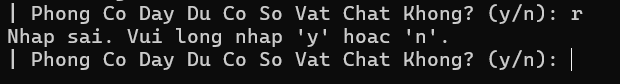 | Phong Co Day Du Co So Vat Chat Khong? (y/n): r
Nhap sai. Vui long nhap 'y' hoac 'n'.
| Phong Co Day Du Co So Vat Chat Khong? (y/n):